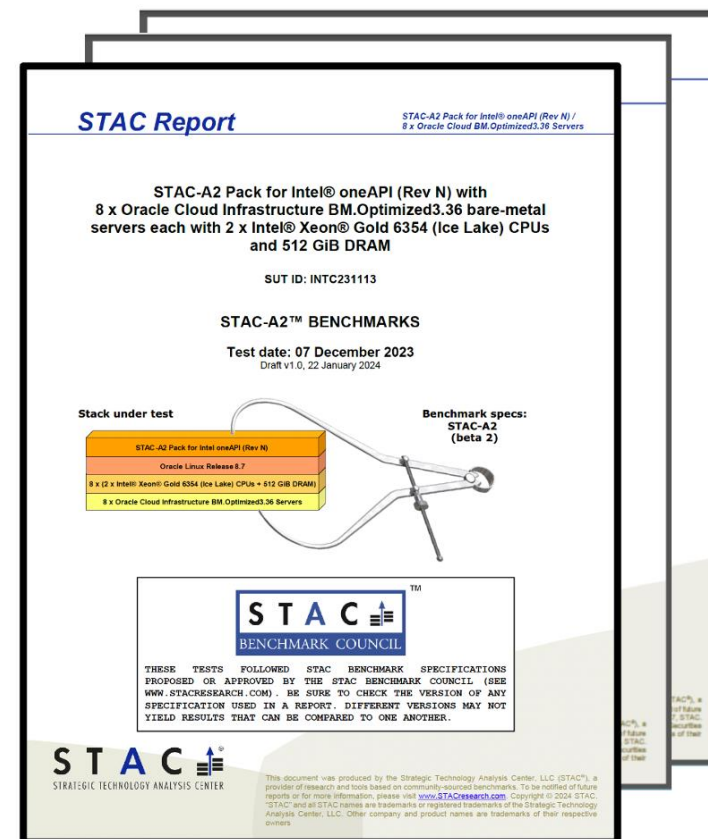 STAC Report
STAC-A2 Pack for Intel® oneAPI (Rev N) /
8 x Oracle Cloud BM.Optimized3.36 Servers
STAC-A2 Pack for Intel® oneAPI (Rev N) with
8 x Oracle Cloud Infrastructure BM.Optimized3.36 bare-metal
servers each with 2 x Intel® Xeon® Gold 6354 (Ice Lake) CPUs
and 512 GiB DRAM
SUT ID: INTC231113
STAC-A2™ BENCHMARKS
Test date: 07 December 2023
Draft v1.0, 22 January 2024
Stack under test
STAC-A2 Pack for Intel oneAPI (Rev N)
Oracle Linux Release 8.7
8 x (2 x Intel® Xeon® Gold 6354 (Ice Lake) CPUs + 512 GiB DRAM)
8 x Oracle Cloud Infrastructure BM.Optimized3.36 Servers
Benchmark specs:
STAC-A2
(beta 2)
STAC
TM
BENCHMARK COUNCIL
THESE TESTS FOLLOWED STAC BENCHMARK SPECIFICATIONS
PROPOSED OR APPROVED BY THE STAC BENCHMARK COUNCIL (SEE
WWW.STACRESEARCH.COM). BE SURE TO CHECK THE VERSION OF ANY
SPECIFICATION USED IN A REPORT. DIFFERENT VERSIONS MAY NOT
YIELD RESULTS THAT CAN BE COMPARED TO ONE ANOTHER.
STAC®
STRATEGIC TECHNOLOGY ANALYSIS CENTER
This document was produced by the Strategic Technology Analysis Center, LLC (STAC®), a
provider of research and tools based on community-sourced benchmarks. To be notified of future
reports or for more information, please visit www.STACresearch.com. Copyright © 2024 STAC.
"STAC" and all STAC names are trademarks or registered trademarks of the Strategic Technology
Analysis Center, LLC. Other company and product names are trademarks of their respective
owners